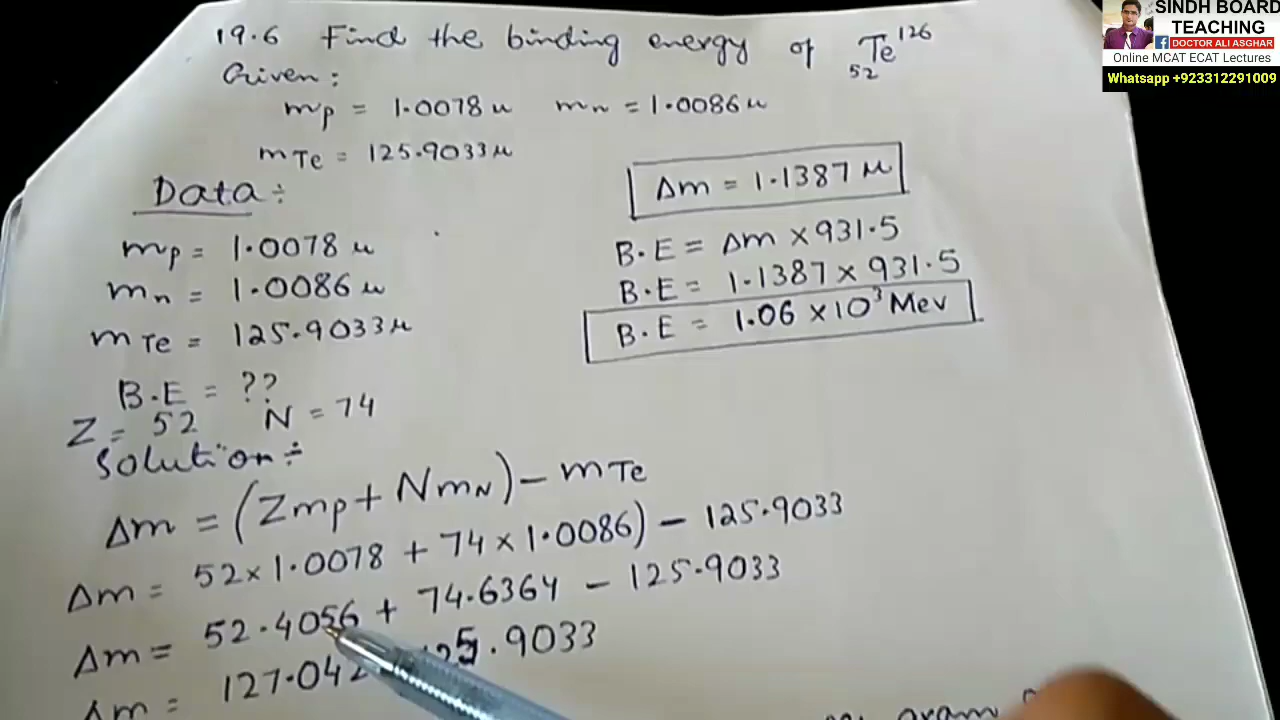 SINDH BOARD
TEACHING
DOCTOR ALI ASGHAR
Online MCAT ECAT Lectures
Whatsapp +923312291009
19.6 Find the binding energy of ₅₂Te¹²⁶
Given:
mp = 1.0078 u mn = 1.0086 u
mTe = 125.9033 u
Data ÷
mp = 1.0078 u
mn = 1.0086 u
mTe = 125.9033 u
B.E = ??
Z = 52 N = 74
Solution ÷
Δm = (Zmp + NmN) - mTe
Δm = 52 × 1.0078 + 74 × 1.0086) - 125.9033
Δm = 52.4056 + 74.6364 - 125.9033
Δm = 127.042 125.9033
Δm = 1.1387 u
B.E = Δm × 931.5
B.E = 1.1387 × 931.5
B.E = 1.06 × 10³ Mev
gram